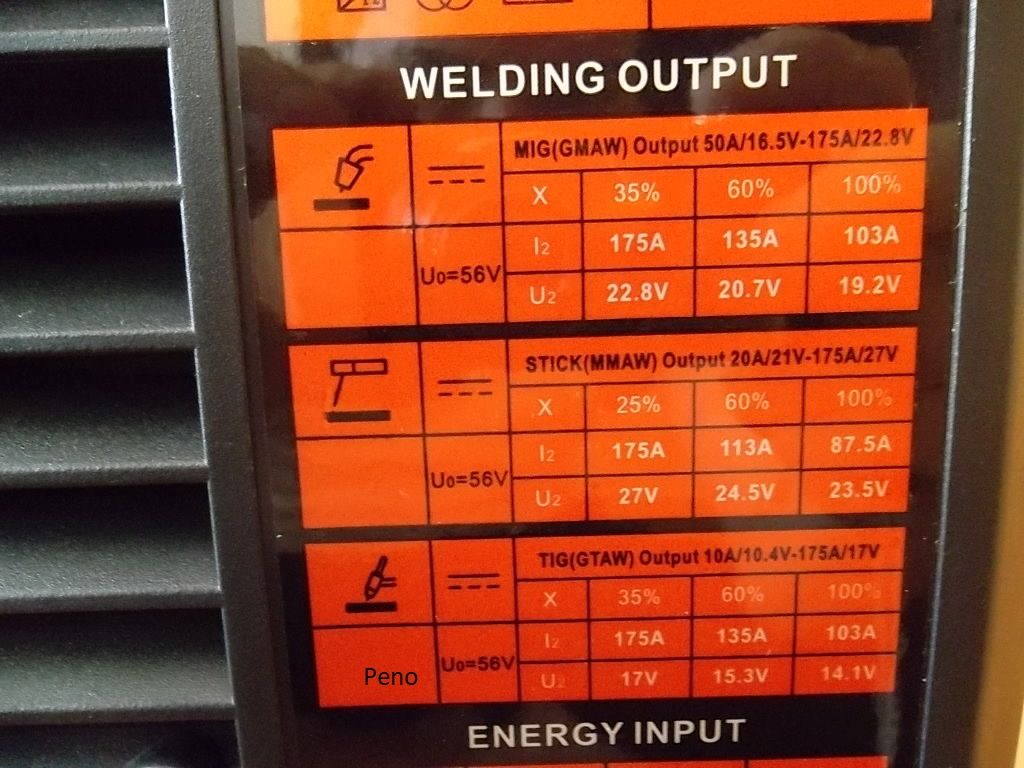 WELDING OUTPUT
MIG(GMAW) Output 50A/16.5V-175A/22.8V
X 35% 60% 100%
I2 175A 135A 103A
U0=56V
U2 22.8V 20.7V 19.2V
STICK(MMAW) Output 20A/21V-175A/27V
X 25% 60% 100%
I2 175A 113A 87.5A
U0=56V
U2 27V 24.5V 23.5V
TIG(GTAW) Output 10A/10.4V-175A/17V
X 35% 60% 100%
I2 175A 135A 103A
Peno U0=56V
U2 17V 15.3V 14.1V
ENERGY INPUT